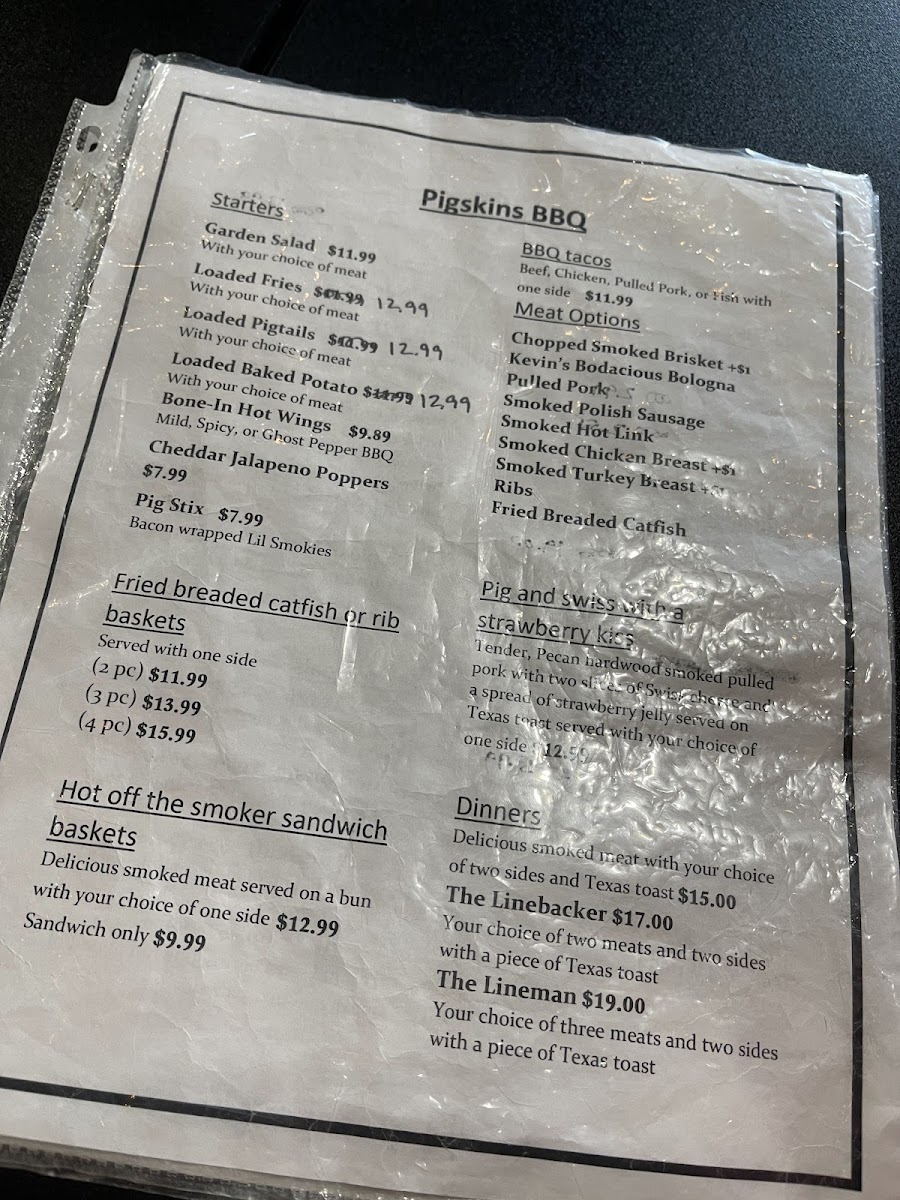 Pigskins BBQ
Starters
Garden Salad $11.99
With your choice of meat
Loaded Fries 12.99
With your choice of meat
Loaded Pigtails $11.99 12.99
With your choice of meat
Loaded Baked Potato $11.99 12.99
With your choice of meat
Bone-In Hot Wings $9.89
Mild, Spicy, or Ghost Pepper BBQ
Cheddar Jalapeno Poppers
$7.99
Pig Stix $7.99
Bacon wrapped Lil Smokies
Fried breaded catfish or rib
baskets
Served with one side
(2 pc) $11.99
(3 pc) $13.99
(4 pc) $15.99
Hot off the smoker sandwich
baskets
Delicious smoked meat served on a bun
with your choice of one side $12.99
Sandwich only $9.99
BBQ tacos
Beef, Chicken, Pulled Pork, or Fish with
one side $11.99
Meat Options
Chopped Smoked Brisket +$1
Kevin's Bodacious Bologna
Pulled Pork
Smoked Polish Sausage
Smoked Hot Link
Smoked Chicken Breast +$1
Smoked Turkey Breast +$1
Ribs
Fried Breaded Catfish
Pig and swiss with a
strawberry kiss
Tender, Pecan hardwood smoked pulled
pork with two slices of Swiss cheese and
a spread of strawberry jelly served on
Texas toast served with your choice of
one side $12.99
Dinners
Delicious smoked meat with your choice
of two sides and Texas toast $15.00
The Linebacker $17.00
Your choice of two meats and two sides
with a piece of Texas toast
The Lineman $19.00
Your choice of three meats and two sides
with a piece of Texas toast